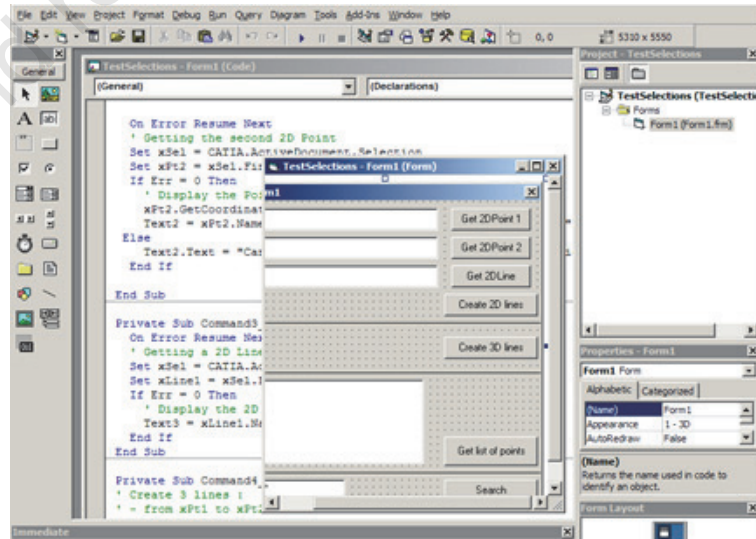 File Edit View Project Format Debug Run Query Diagram Tools Add-Ins Window Help
0,0
5310 x 5550
General
TestSelections - Form1 (Code)
(General)
(Declarations)
On Error Resume Next
' Getting the second 2D Point
Set xSel = CATIA.ActiveDocument.Selection
Set xPt2 = xSel.Fi
If Err = 0 Then
' Display the Po
xPt2.GetCoordinat
Text2 = xPt2.Name
Else
Text2.Text = "Ca
End If
End Sub
Private Sub Command3_
On Error Resume Nex
' Getting a 2D Line
Set xSel = CATIA.Ac
Set xLine1 = xSel.
If Err = 0 Then
' Display the 2D
Text3 = xLine1.Na
End If
End Sub
Private Sub Command4_
' Create 3 lines :
' - from xPt1 to xPt2
TestSelections - Form1 (Form)
m1
Get 2DPoint 1
Get 2DPoint 2
Get 2DLine
Create 2D lines
Create 3D lines
Get list of points
Search
Project - TestSelections
TestSelections (TestSelecti
Forms
Form1 (Form1.frm)
Properties - Form1
Form1 Form
Alphabetic Categorized
(Name) Form1
Appearance 1 - 3D
AutoRedraw False
(Name)
Returns the name used in code to
identify an object.
Form Layout
Immediate